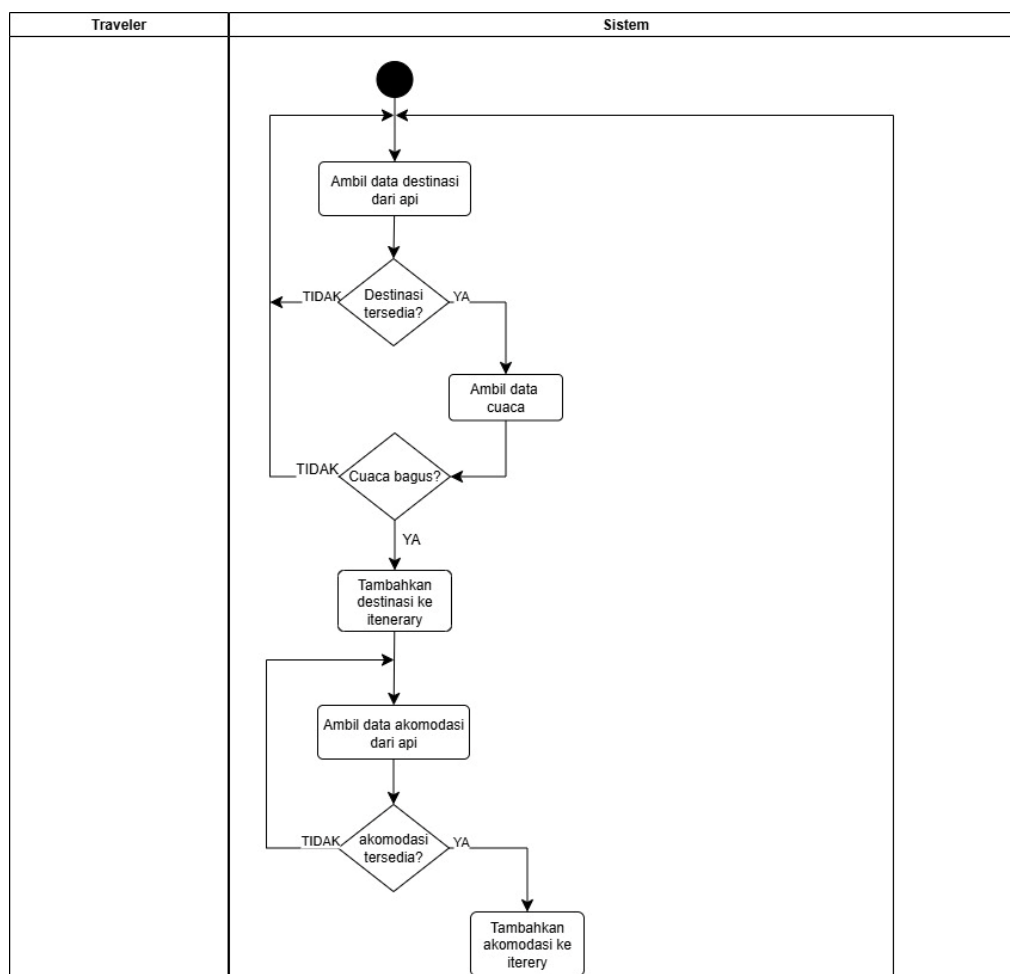 Traveler
Sistem
Ambil data destinasi
dari api
Destinasi
tersedia?
TIDAK
YA
Ambil data
cuaca
Cuaca bagus?
TIDAK
YA
Tambahkan
destinasi ke
itenerary
Ambil data akomodasi
dari api
akomodasi
tersedia?
TIDAK
YA
Tambahkan
akomodasi ke
iterery